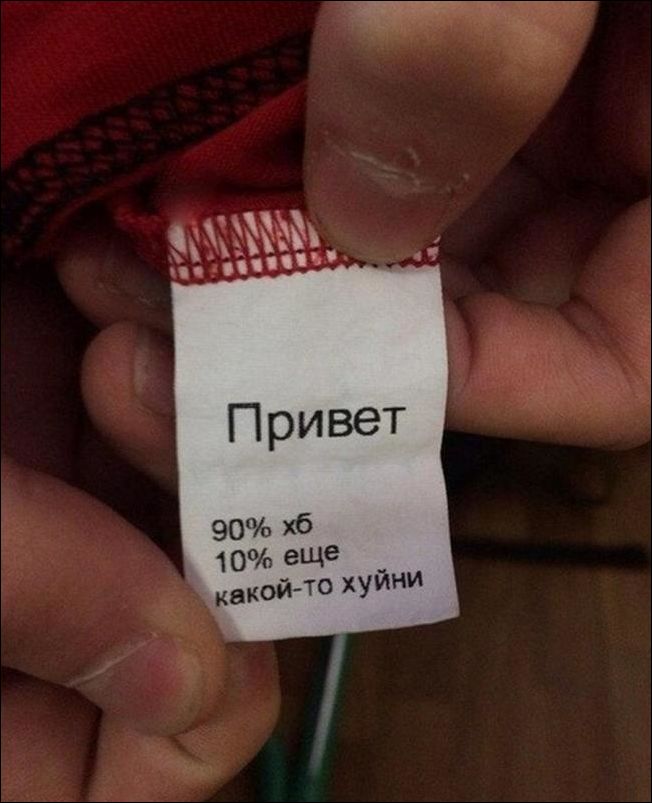 Привет
90% хб
10% еще
какой-то хуйни